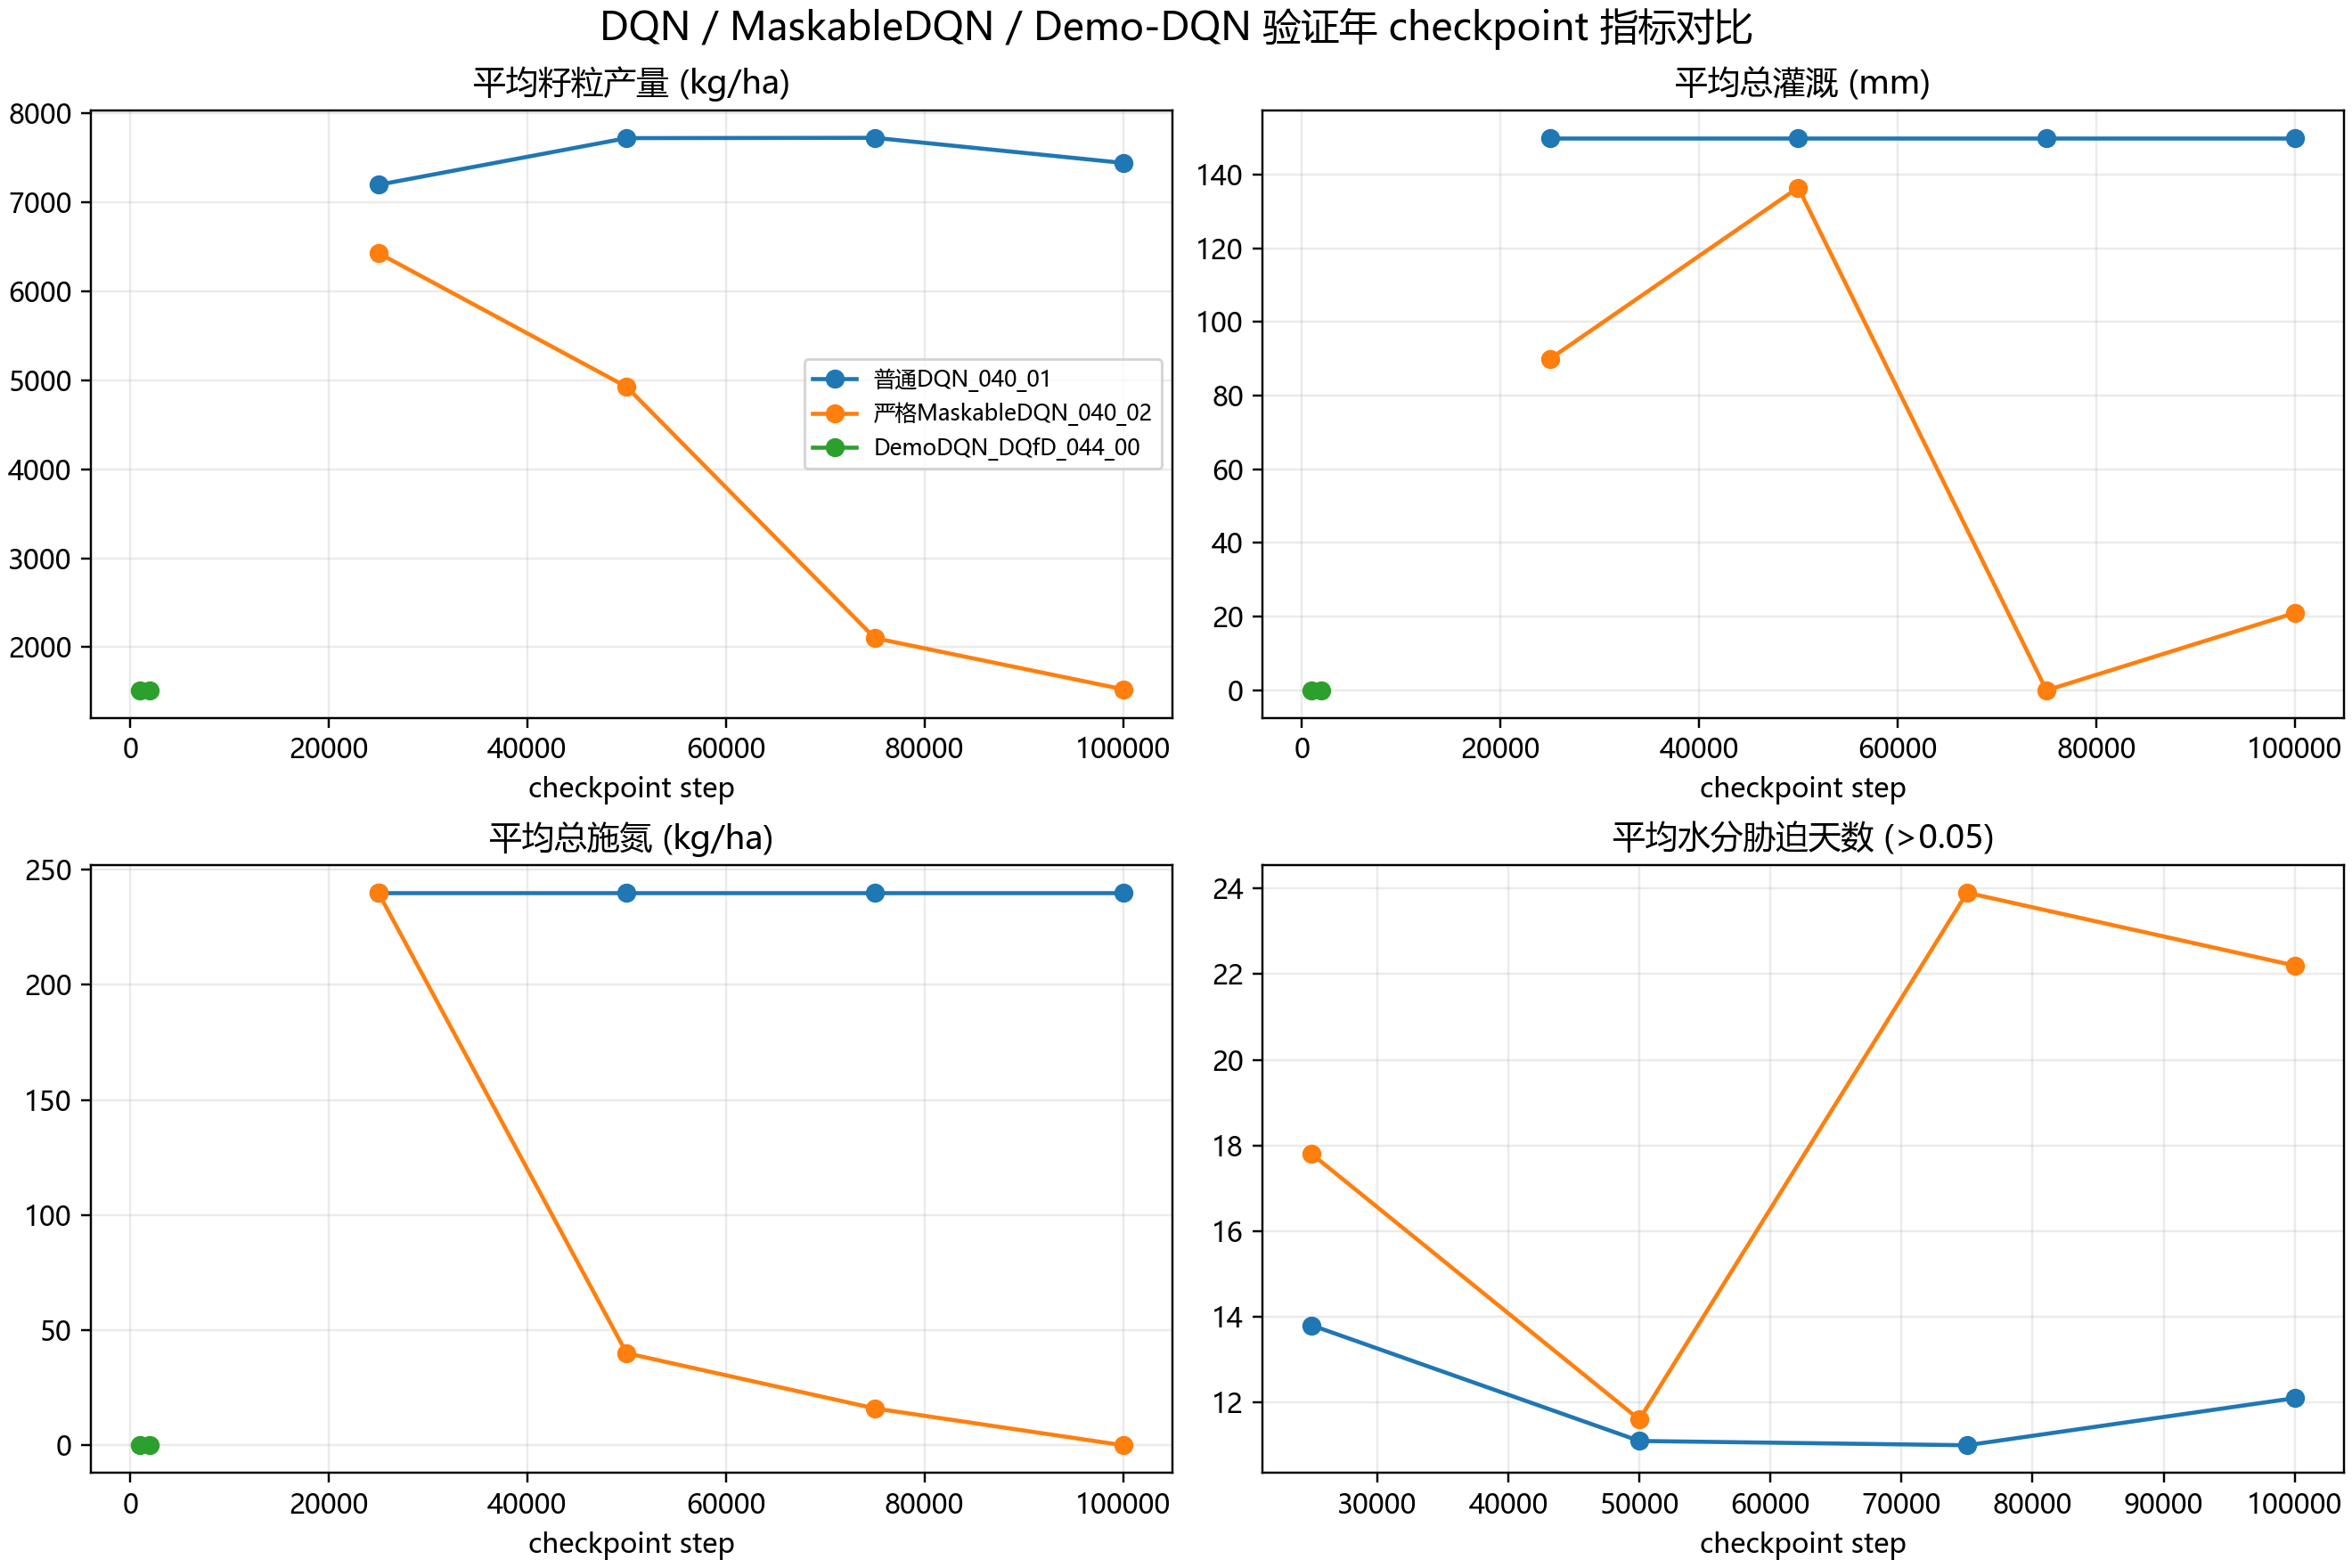 DQN / MaskableDQN / Demo-DQN 验证年 checkpoint 指标对比
平均籽粒产量 (kg/ha)
8000
7000
6000
5000
4000
3000
2000
普通DQN_040_01
严格MaskableDQN_040_02
DemoDQN_DQfD_044_00
0 20000 40000 60000 80000 100000
checkpoint step
平均总灌溉 (mm)
140
120
100
80
60
40
20
0
0 20000 40000 60000 80000 100000
checkpoint step
平均总施氮 (kg/ha)
250
200
150
100
50
0
0 20000 40000 60000 80000 100000
checkpoint step
平均水分胁迫天数 (>0.05)
24
22
20
18
16
14
12
30000 40000 50000 60000 70000 80000 90000 100000
checkpoint step